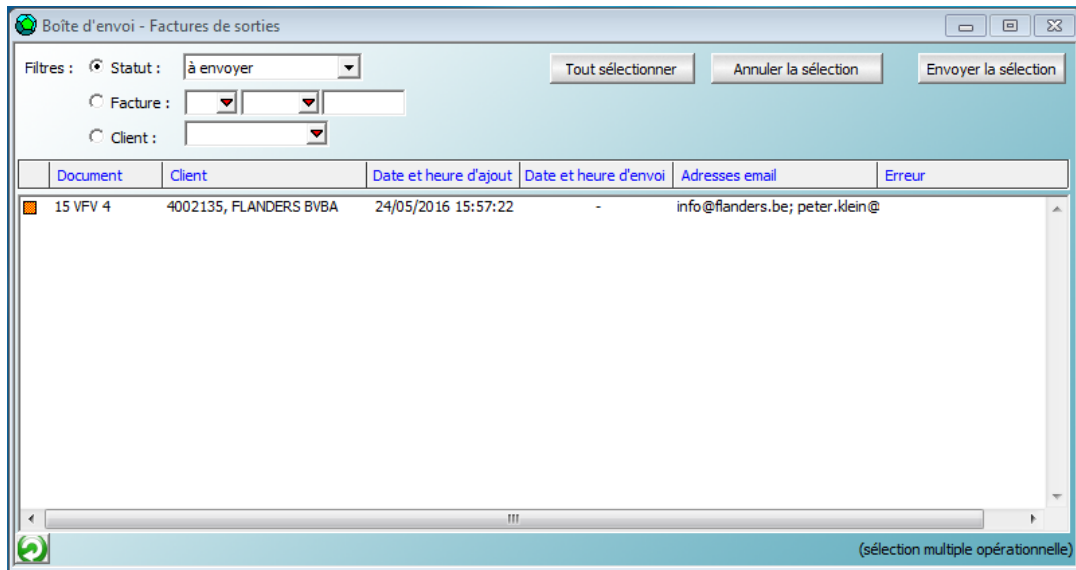 Boîte d'envoi - Factures de sorties
Filtres : Statut : à envoyer Tout sélectionner Annuler la sélection Envoyer la sélection
Facture :
Client :
Document Client Date et heure d'ajout Date et heure d'envoi Adresses email Erreur
15 VFV 4 4002135, FLANDERS BVBA 24/05/2016 15:57:22 - info@flanders.be; peter.klein@
(sélection multiple opérationnelle)